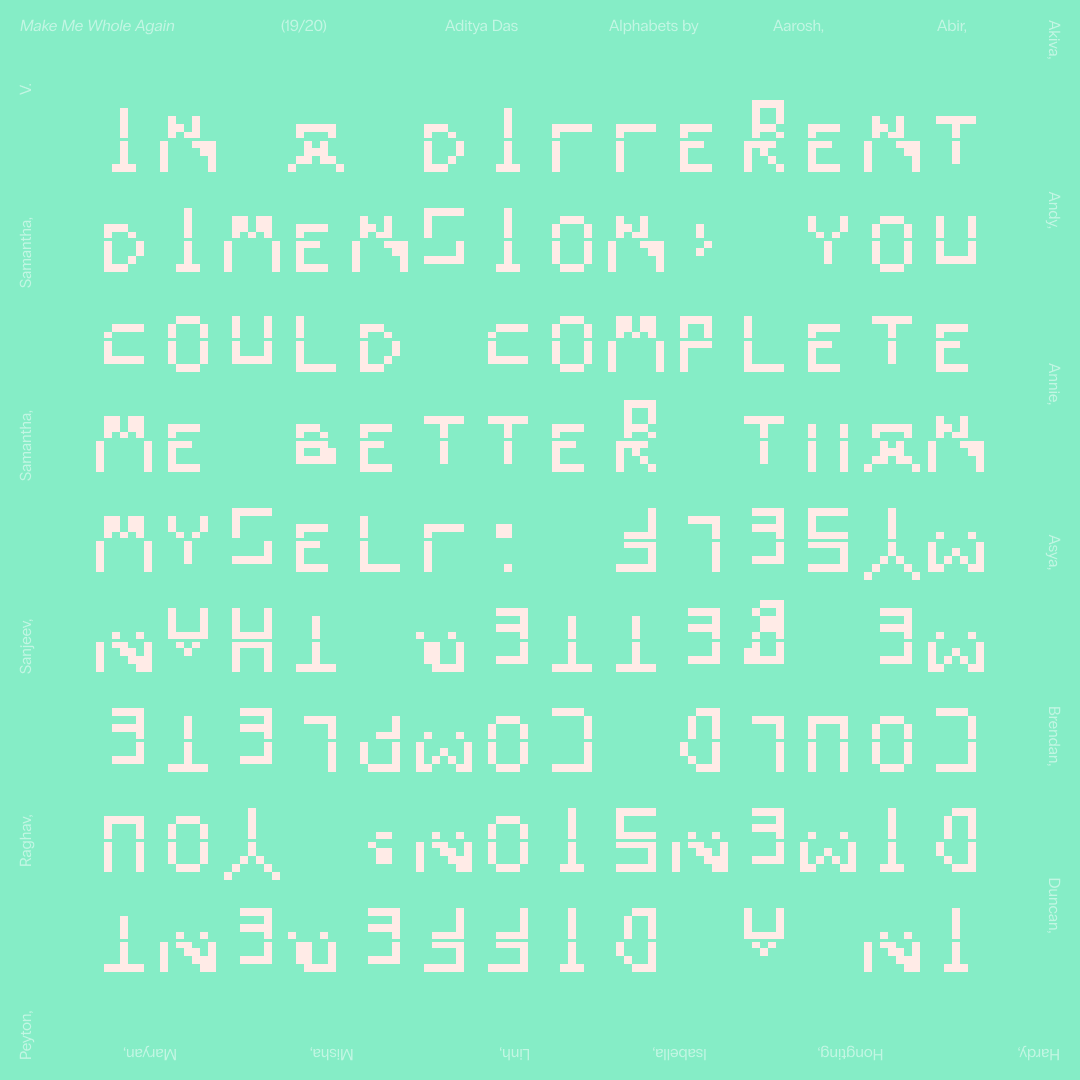 Make Me Whole Again (19/20) Aditya Das Alphabets by Aarosh, Abir,
Akiva,
Andy,
Annie,
Asya,
Brendan,
Duncan,
Hardy,
Hongting,
Isabella,
Linh,
Misha,
Maryan,
Peyton,
Raghav,
Sanjeev,
Samantha,
Samantha,
V.
IN A DIFFERENT
DIMENSION, YOU
COULD COMPLETE
ME BETTER THAN
MYSELF:
IN A DIFFERENT
DIMENSION, YOU
COULD COMPLETE
ME BETTER THAN
MYSELF